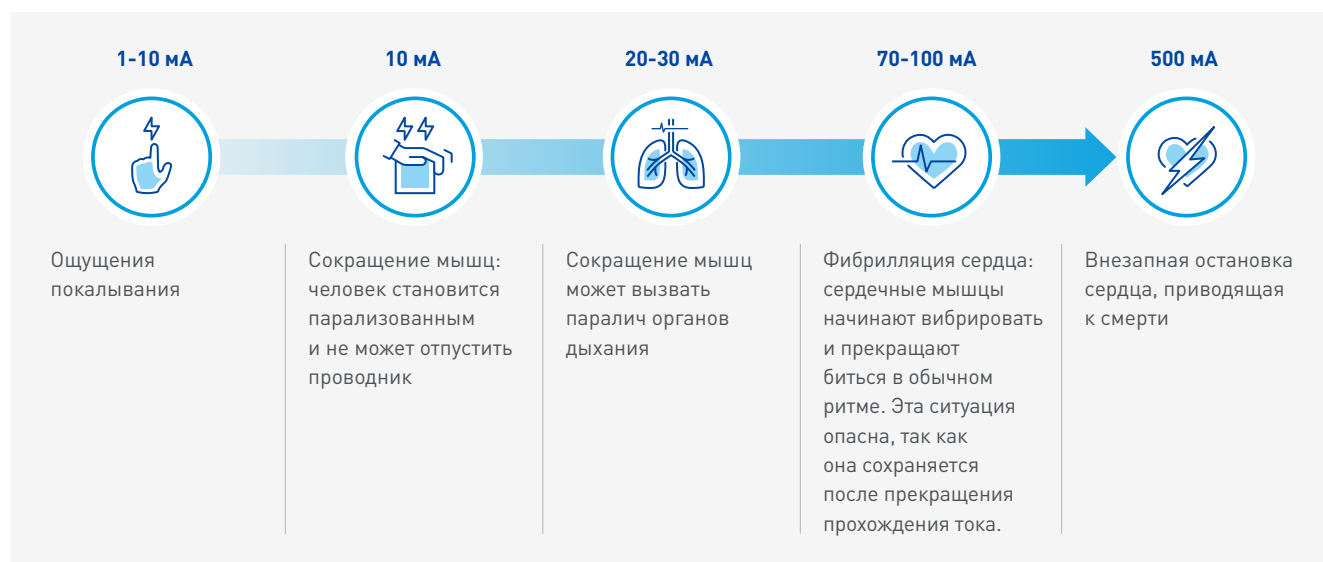 1-10 мА
Ощущения
покалывания
10 мА
Сокращение мышц:
человек становится
парализованным
и не может отпустить
проводник
20-30 мА
Сокращение мышц
может вызвать
паралич органов
дыхания
70-100 мА
Фибрилляция сердца:
сердечные мышцы
начинают вибрировать
и прекращают
биться в обычном
ритме. Эта ситуация
опасна, так как
она сохраняется
после прекращения
прохождения тока.
500 мА
Внезапная остановка
сердца, приводящая
к смерти